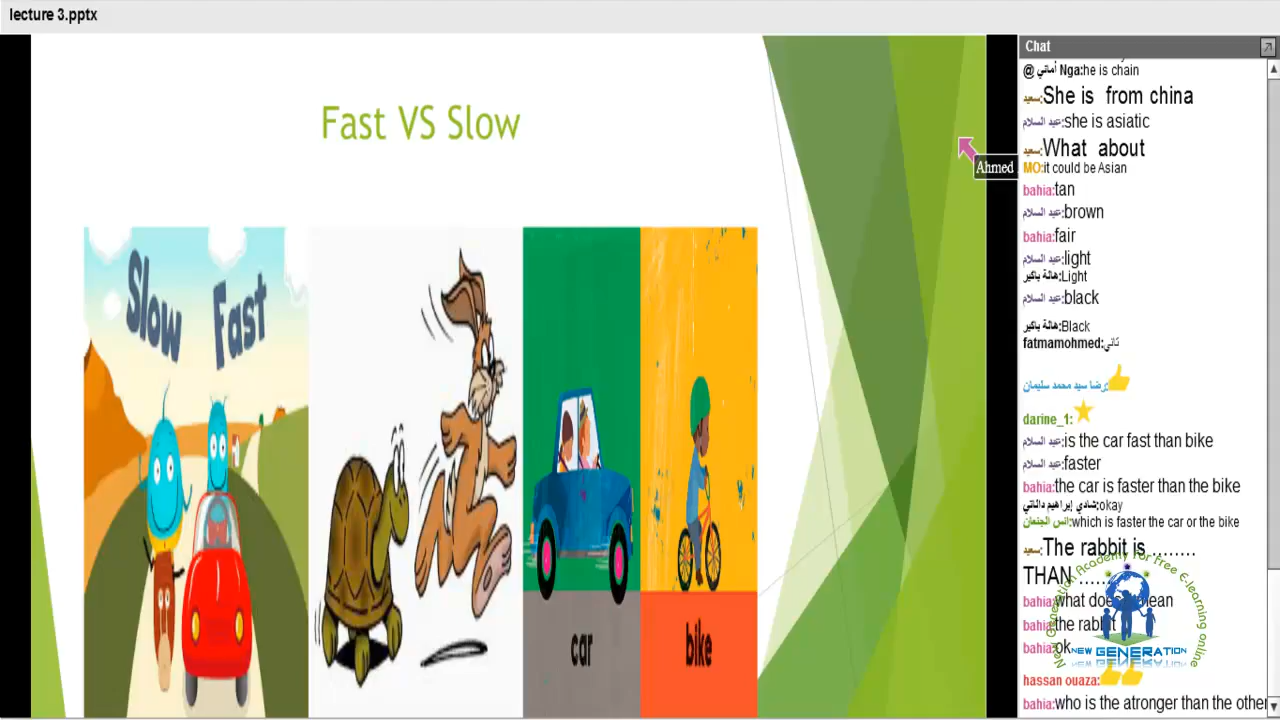 lecture 3.pptx
Fast VS Slow
Slow Fast
car
bike
Ahmed
Chat
@ أماني Nga:he is chain
سعيد:She is from china
عبد السلام:she is asiatic
سعيد:What about
MO:it could be Asian
bahia:tan
عبد السلام:brown
bahia:fair
عبد السلام:light
هالة باكير:Light
عبد السلام:black
هالة باكير:Black
fatmamohmed:تاني
رضا سيد محمد سليمان:
darine_1:
عبد السلام:is the car fast than bike
عبد السلام:faster
bahia:the car is faster than the bike
شادي إبراهيم :okay
انس :which is faster the car or the bike
سعيد:The rabbit is ........
THAN .....
bahia:what mean
bahia:the rabbit
bahia:ok
hassan ouaza:
bahia:who is the atronger than the other
New Generation Academy For Free E-learning online
NEW GENERATION